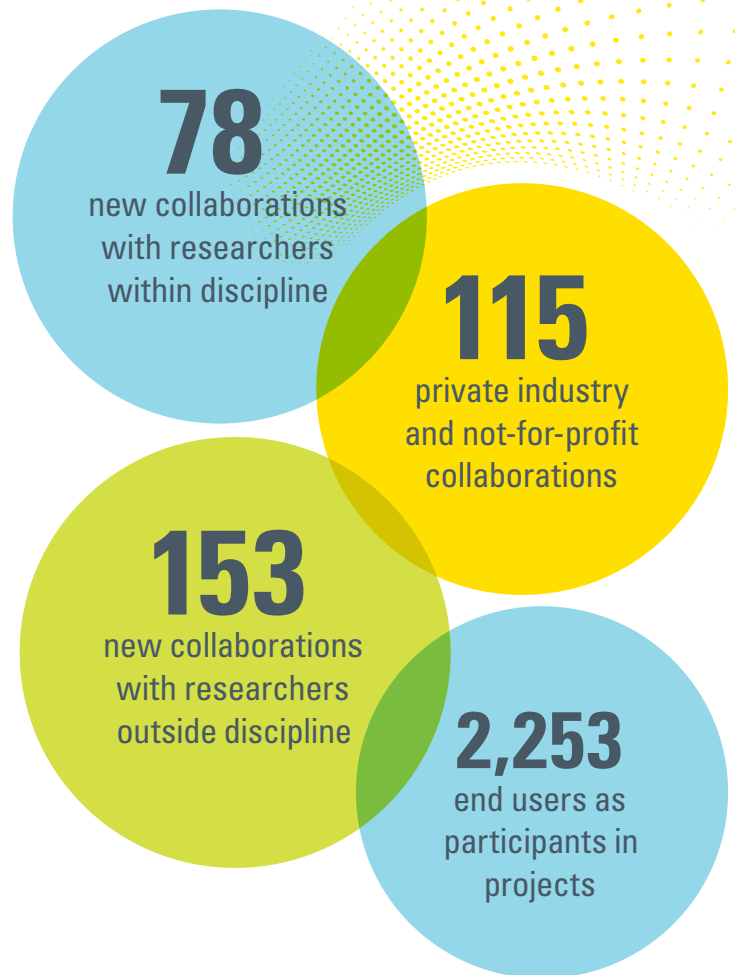 78
new collaborations
with researchers
within discipline
115
private industry
and not-for-profit
collaborations
153
new collaborations
with researchers
outside discipline
2,253
end users as
participants in
projects